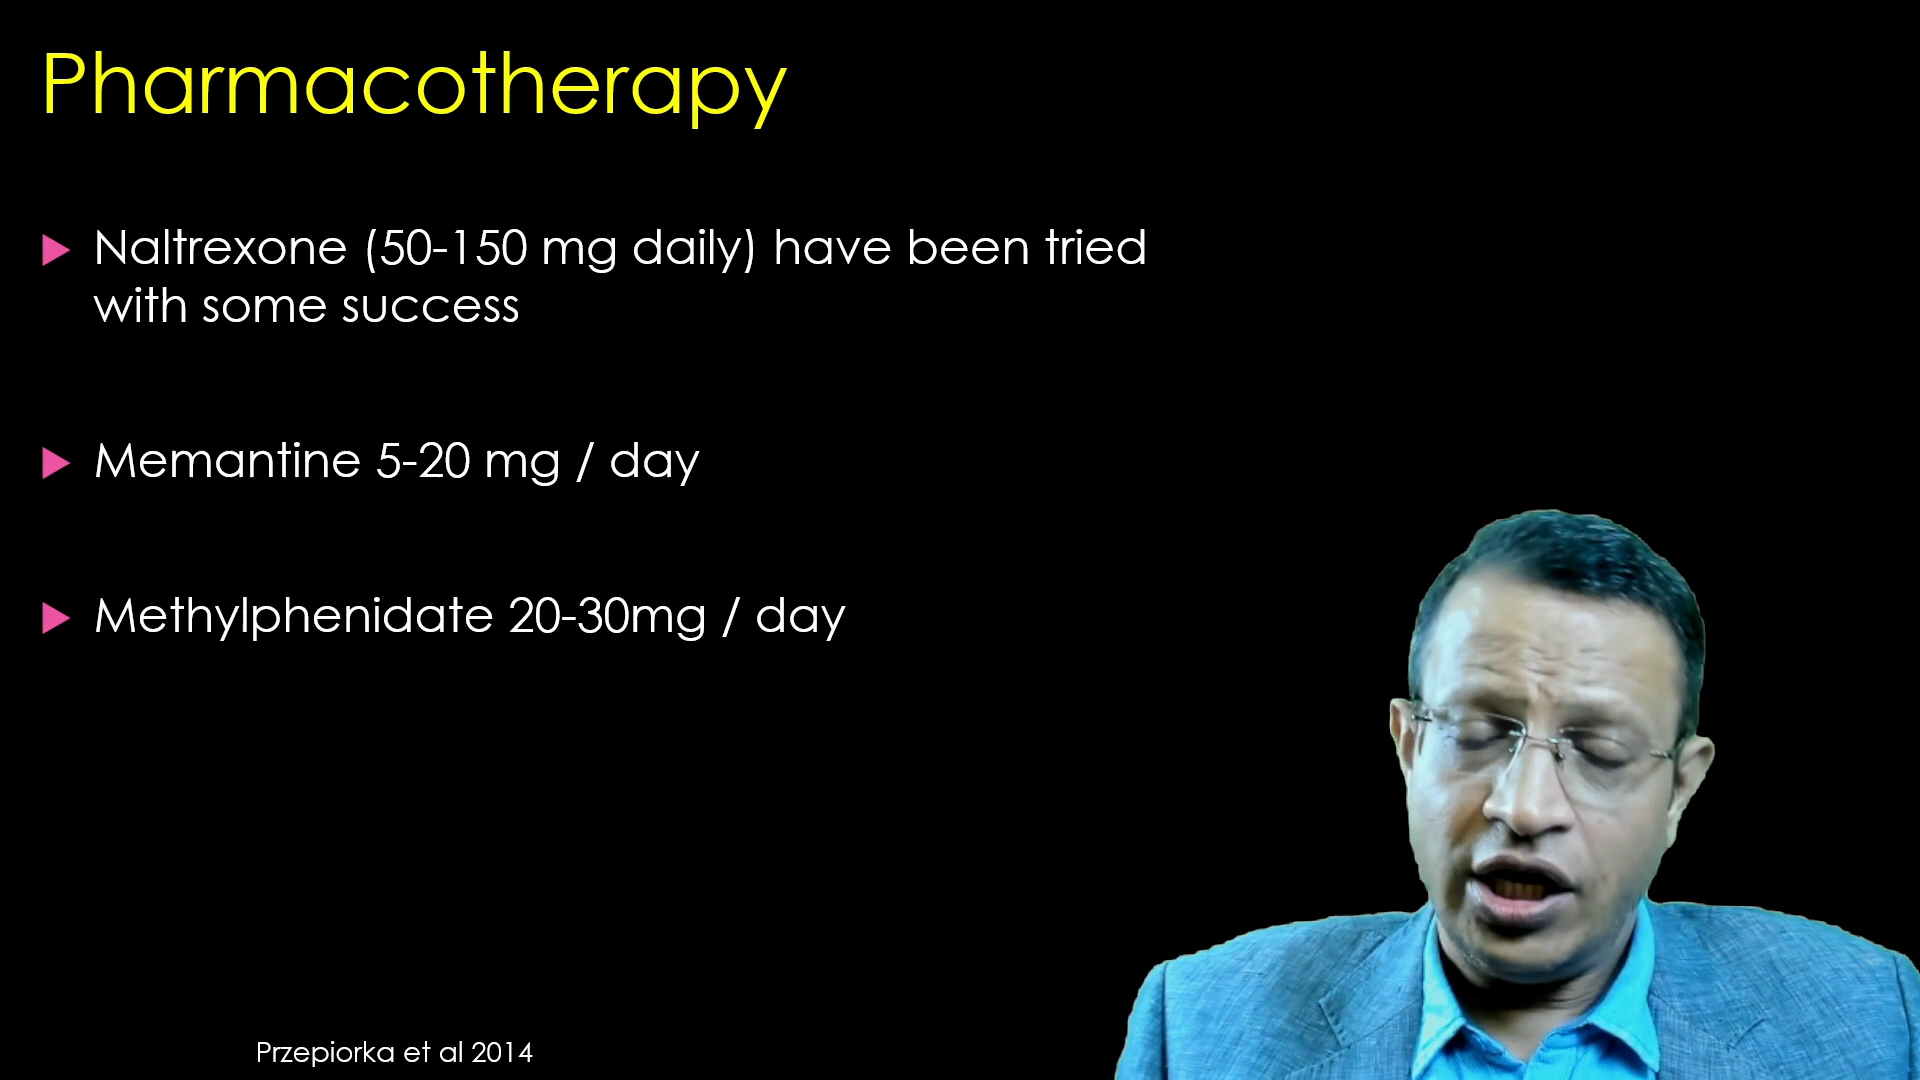 Pharmacotherapy
Naltrexone (50-150 mg daily) have been tried
with some success
Memantine 5-20 mg / day
Methylphenidate 20-30mg / day
Przepiorka et al 2014